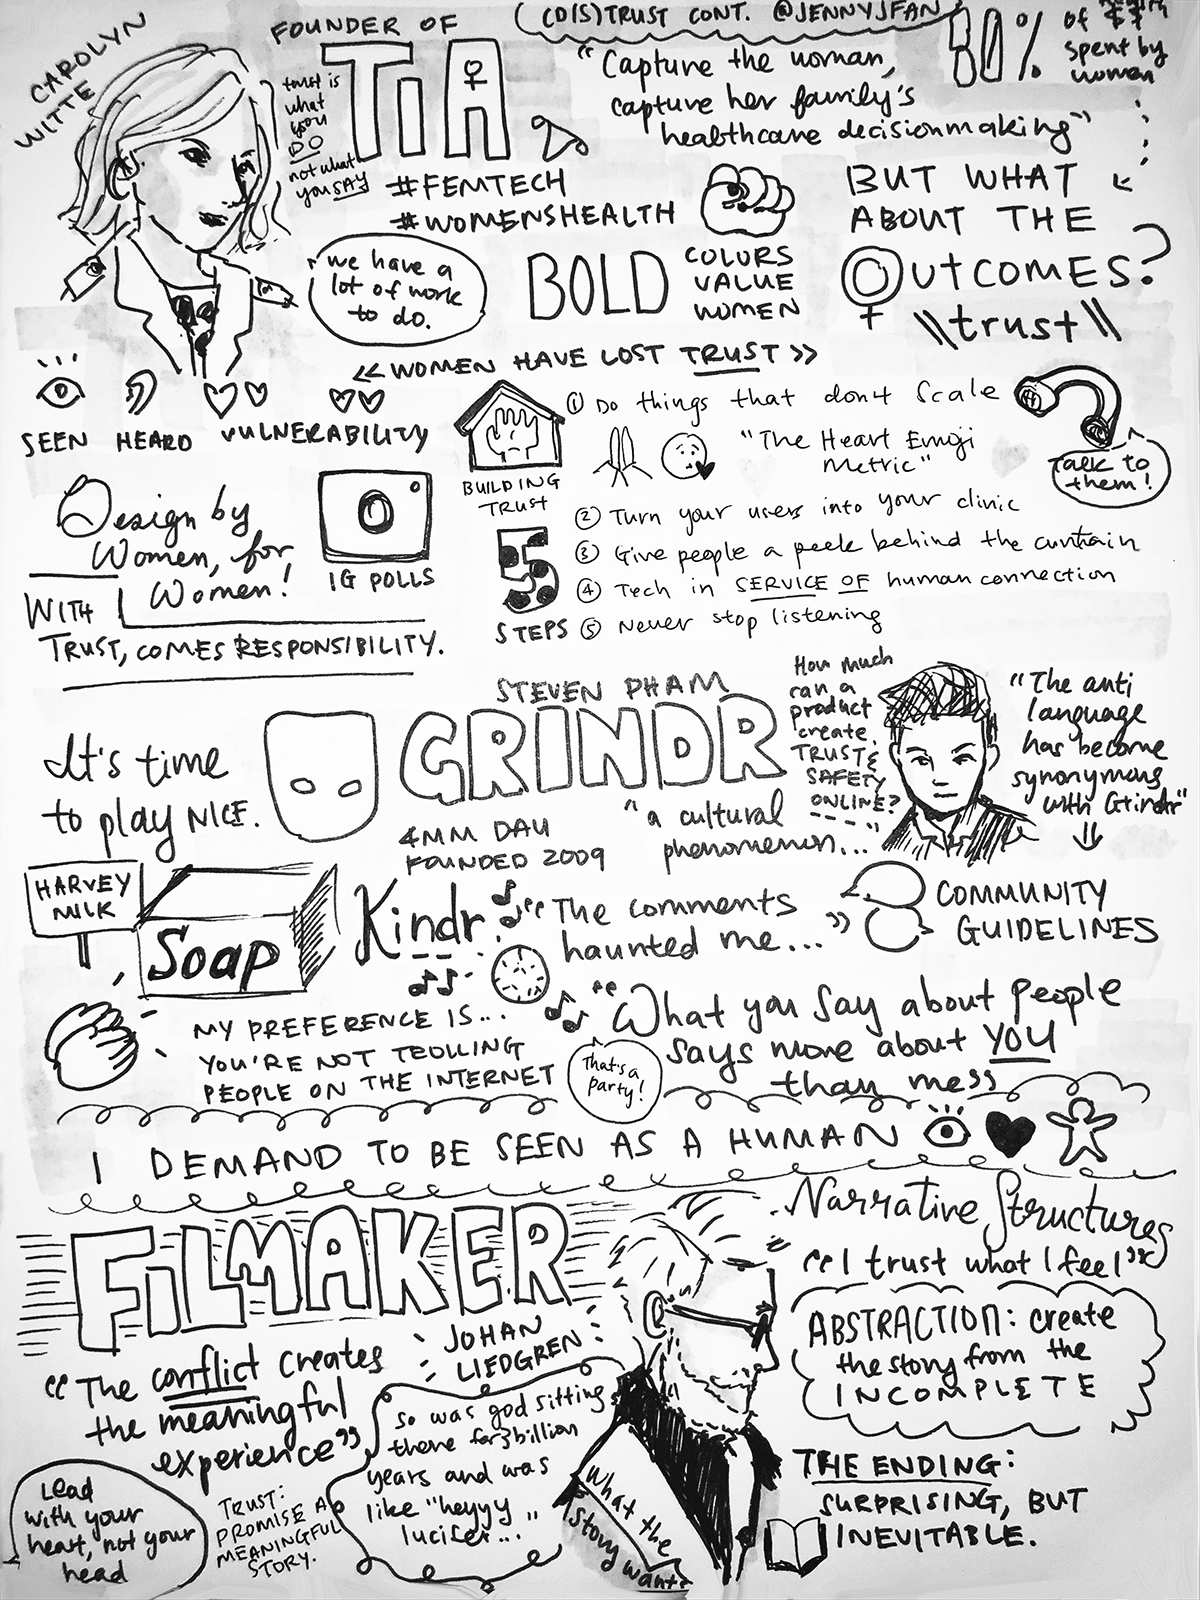 (DIS)TRUST CONT. @JENNYJFAN
CAROLYN
WITE
FOUNDER OF
TIA
trust is
what
you
DO
not what
you SAY
"Capture the woman,
capture her family's
healthcare decisionmaking"
80% of $$
spent by
women
#FEMTECH
#WOMENSHEALTH
BUT WHAT
ABOUT THE
OUTCOMES?
\\trust\\
we have a
lot of work
to do.
BOLD
COLORS
VALUE
WOMEN
<<WOMEN HAVE LOST TRUST>>
SEEN HEARD VULNERABILITY
BUILDING
TRUST
5
STEPS
① Do things that don't Scale
"The Heart Emoji
Metric"
Talk to
them!
② Turn your users into your clinic
③ Give people a peek behind the curtain
④ Tech in SERVICE OF human connection
⑤ Never stop listening
Design by
Women, for
Women!
IG POLLS
WITH
TRUST, COMES RESPONSIBILITY.
STEVEN PHAM
GRINDR
How much
can a
product
create
TRUST &
SAFETY
ONLINE?
"The anti
language
has become
synonymous
with Grindr"
It's time
to play NICE.
4MM DAU
FOUNDED 2009
"a cultural
phenomenon..."
HARVEY
MILK
Soap
Kindr
"The comments
haunted me..."
COMMUNITY
GUIDELINES
MY PREFERENCE IS...
YOU'RE NOT TROLLING
PEOPLE ON THE INTERNET
That's a
party!
"What you say about people
says more about YOU
than me"
I DEMAND TO BE SEEN AS A HUMAN
FILMAKER
JOHAN
LIEDGREN
Narrative Structures
"I trust what I feel"
ABSTRACTION: create
the story from the
INCOMPLETE
"The conflict creates
the meaningful
experience"
so was god sitting
there for 3 billion
years and was
like "heyyy
lucifer..."
Lead
with your
heart, not your
head
TRUST:
PROMISE A
MEANINGFUL
STORY.
What the
story wants
THE ENDING:
SURPRISING, BUT
INEVITABLE.